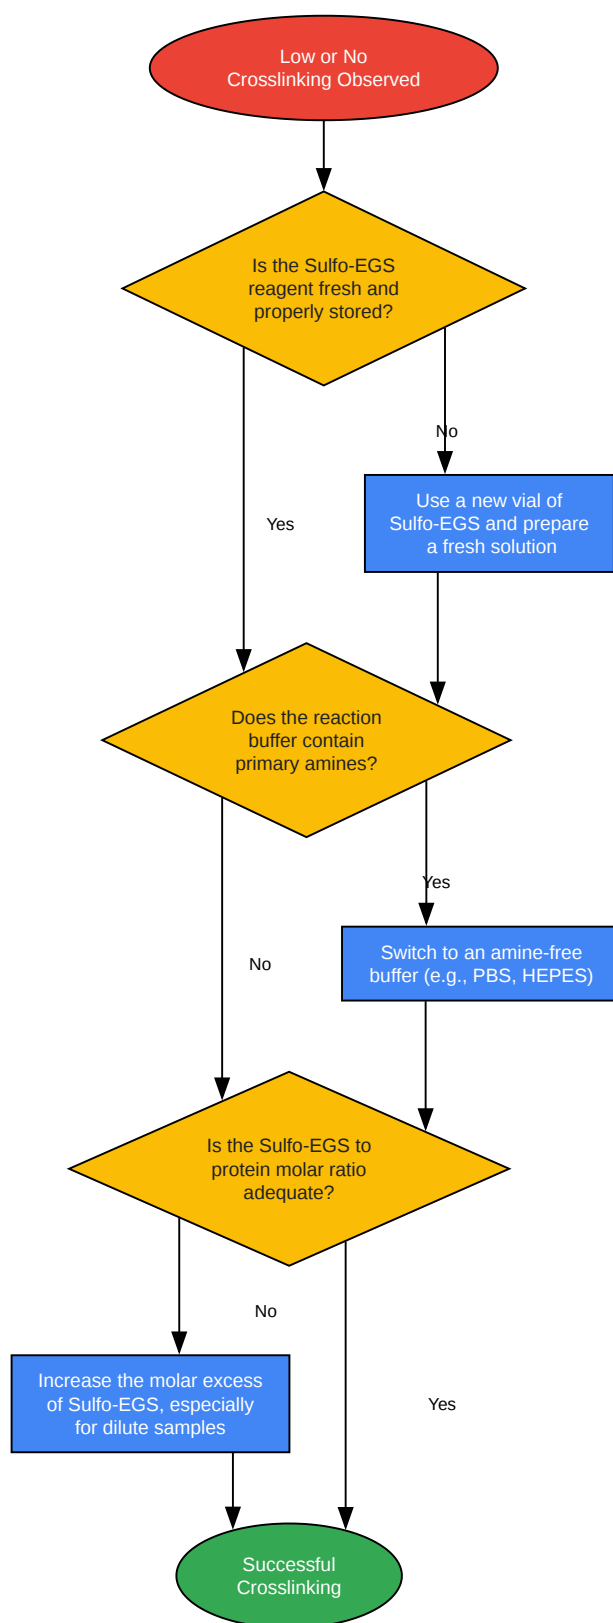 Low or No
Crosslinking Observed
Is the Sulfo-EGS
reagent fresh and
properly stored?
No
Use a new vial of
Sulfo-EGS and prepare
a fresh solution
Yes
Does the reaction
buffer contain
primary amines?
Yes
Switch to an amine-free
buffer (e.g., PBS, HEPES)
No
Is the Sulfo-EGS to
protein molar ratio
adequate?
No
Increase the molar excess
of Sulfo-EGS, especially
for dilute samples
Yes
Successful
Crosslinking